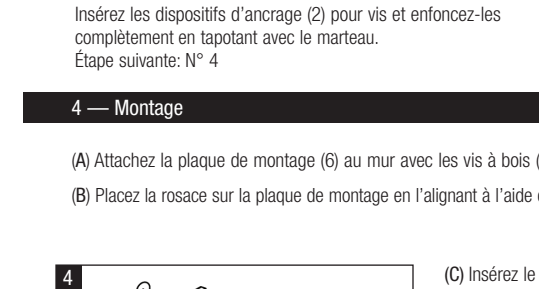 Insérez les dispositifs d’ancrage (2) pour vis et enfoncez-les
complètement en tapotant avec le marteau.
Étape suivante: N° 4
4 — Montage
(A) Attachez la plaque de montage (6) au mur avec les vis à bois (
(B) Placez la rosace sur la plaque de montage en l’alignant à l’aide
4
(C) Insérez le